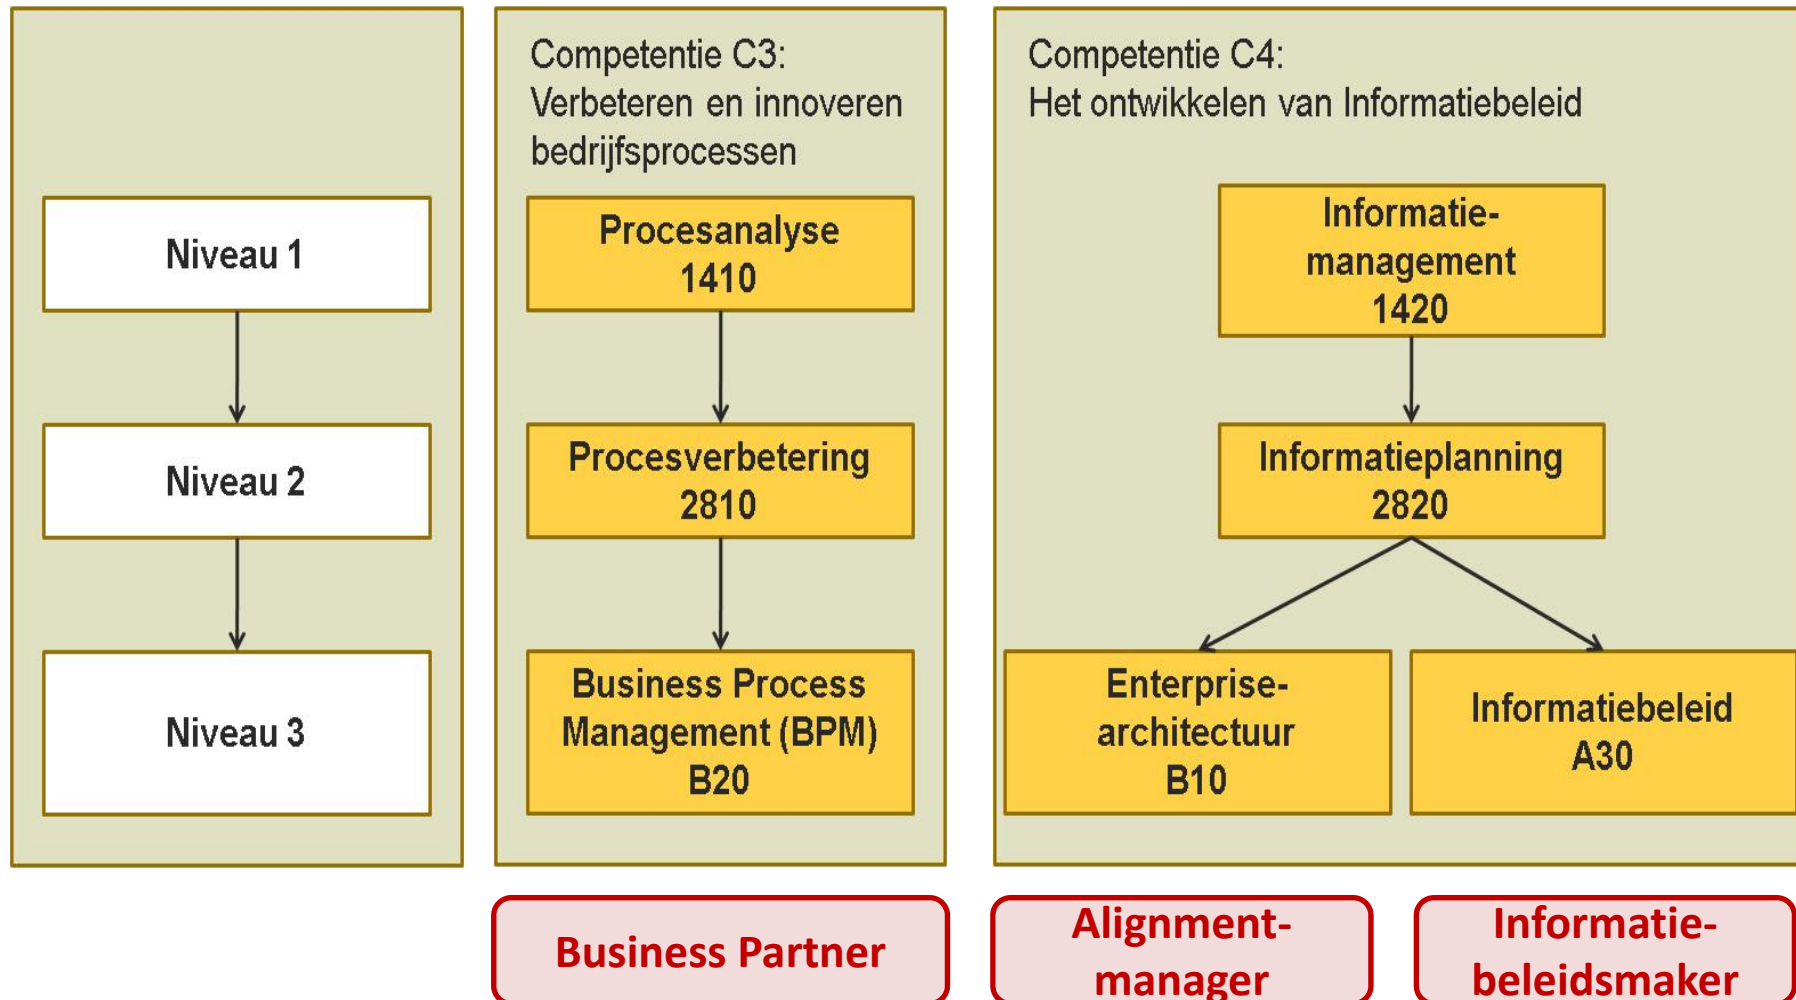 Niveau 1
Niveau 2
Niveau 3
Competentie C3:
Verbeteren en innoveren
bedrijfsprocessen
Procesanalyse
1410
Procesverbetering
2810
Business Process
Management (BPM)
B20
Competentie C4:
Het ontwikkelen van Informatiebeleid
Informatie-
management
1420
Informatieplanning
2820
Enterprise-
architectuur
B10
Informatiebeleid
A30
Business Partner
Alignment-
manager
Informatie-
beleidsmaker